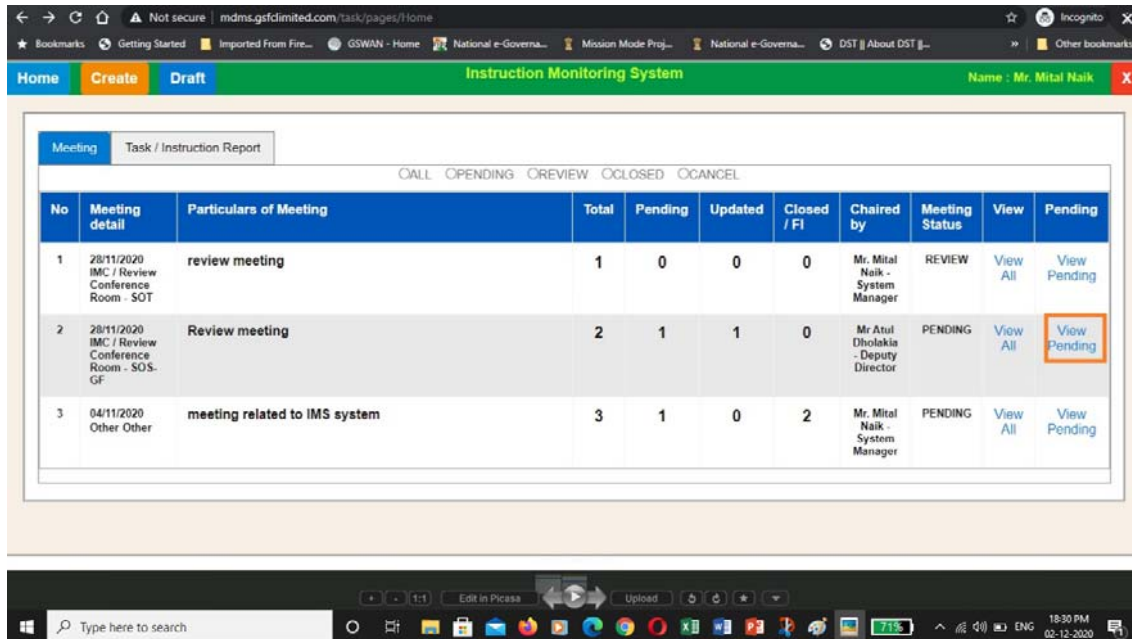 Not secure | mdms.gsfclimited.com/task/pages/Home Incognito
Bookmarks Getting Started Imported From Fire... GSWAN - Home National e-Governa... Mission Mode Proj... National e-Governa... DST || About DST ||... » Other bookmarks
Home Create Draft Instruction Monitoring System Name : Mr. Mital Naik X
Meeting Task / Instruction Report
ALL PENDING REVIEW CLOSED CANCEL
No Meeting detail Particulars of Meeting Total Pending Updated Closed / FI Chaired by Meeting Status View Pending
1 28/11/2020 review meeting 1 0 0 0 Mr. Mital REVIEW View View
IMC / Review Naik - All Pending
Conference System
Room - SOT Manager
2 28/11/2020 Review meeting 2 1 1 0 Mr Atul PENDING View View
IMC / Review Dholakia All Pending
Conference - Deputy
Room - SOS- Director
GF
3 04/11/2020 meeting related to IMS system 3 1 0 2 Mr. Mital PENDING View View
Other Other Naik - All Pending
System
Manager
1:1 Edit in Picasa Upload
Type here to search 71% ENG 18:30 PM
02-12-2020